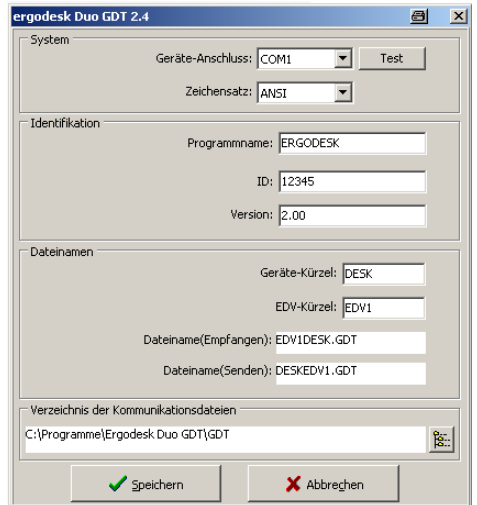 ergodesk Duo GDT 2.4
System
Geräte-Anschluss: COM1 Test
Zeichensatz: ANSI
Identifikation
Programmname: ERGODESK
ID: 12345
Version: 2.00
Dateinamen
Geräte-Kürzel: DESK
EDV-Kürzel: EDV1
Dateiname(Empfangen): EDV1DESK.GDT
Dateiname(Senden): DESKEDV1.GDT
Verzeichnis der Kommunikationsdateien
C:\Programme\Ergodesk Duo GDT\GDT
Speichern Abbrechen